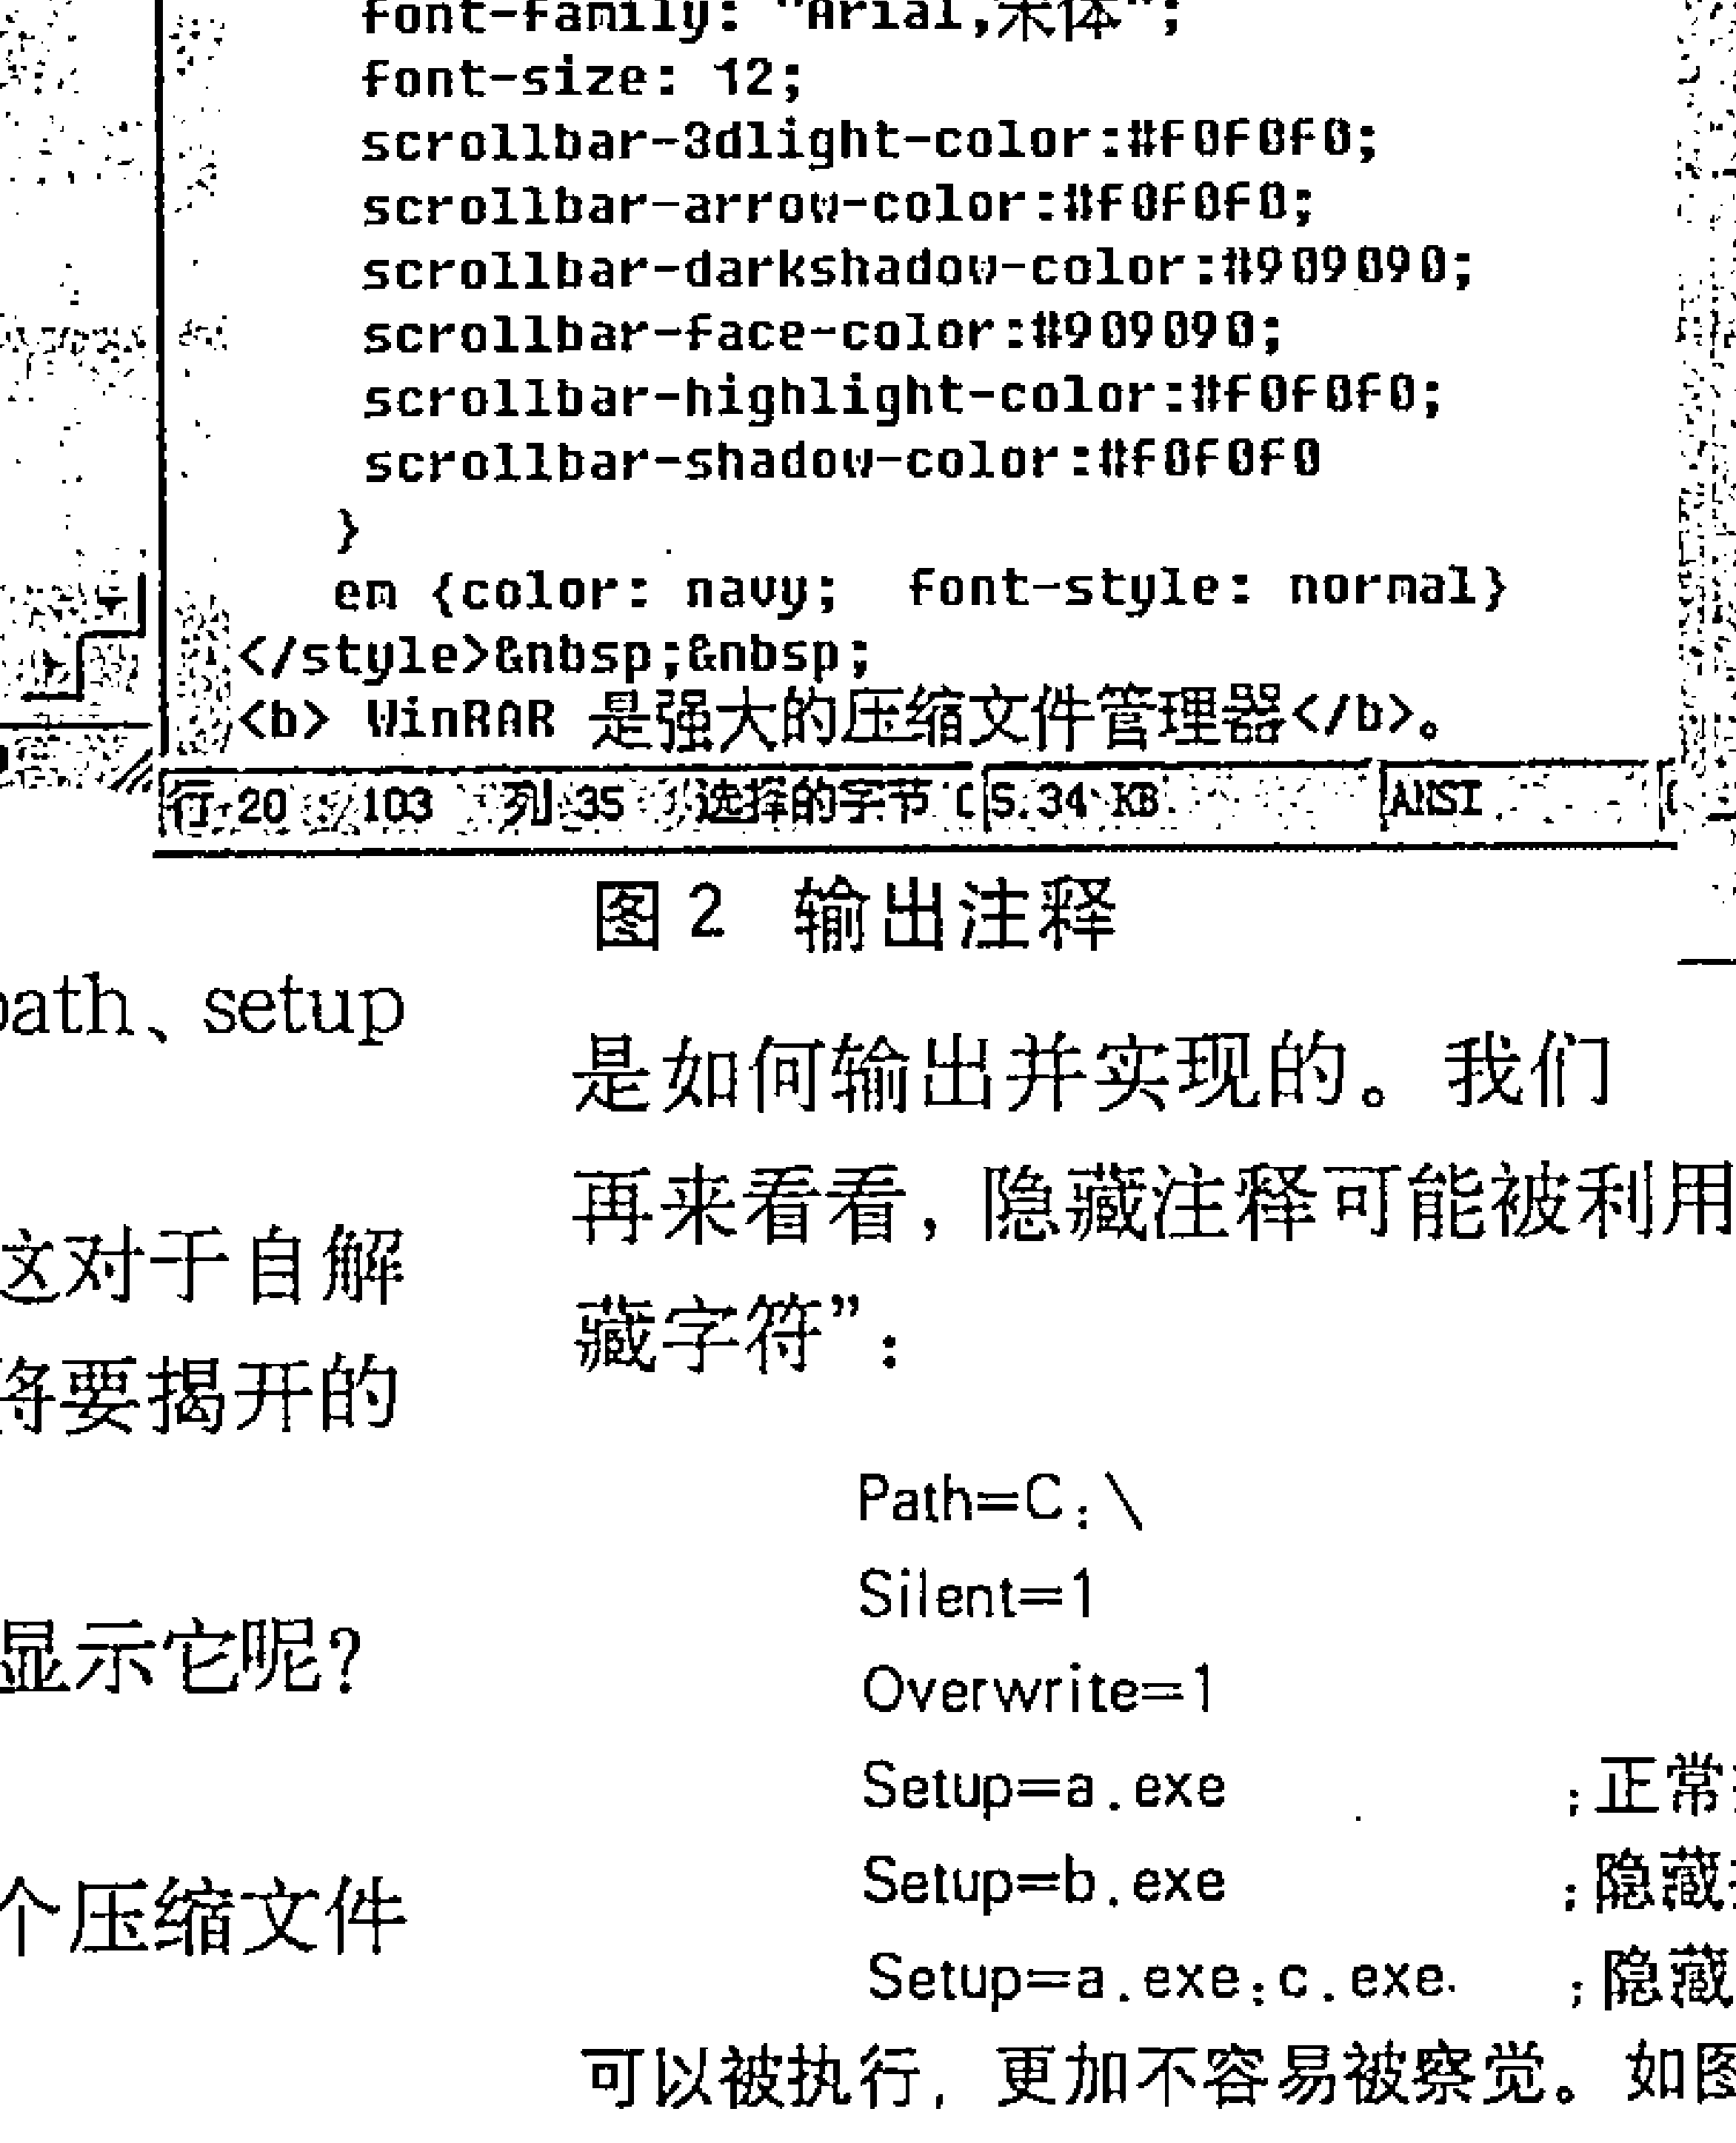 font-family: "Arial,宋体";
font-size: 12;
scrollbar-3dlight-color:#F0F0F0;
scrollbar-arrow-color:#F0F0F0;
scrollbar-darkshadow-color:#909090;
scrollbar-face-color:#909090;
scrollbar-highlight-color:#F0F0F0;
scrollbar-shadow-color:#F0F0F0
}
em {color: navy;  font-style: normal}
</style>&nbsp;&nbsp;
<b> WinRAR 是强大的压缩文件管理器</b>。
行 20 103 列 35 选择的字节 5.34 KB ANSI
图 2 输出注释
path、setup
这对于自解
将要揭开的
显示它呢?
个压缩文件
是如何输出并实现的。我们
再来看看,隐藏注释可能被利用
藏字符”:
Path=C:\
Silent=1
Overwrite=1
Setup=a.exe ;正常
Setup=b.exe ;隐藏
Setup=a.exe:c.exe ;隐藏
可以被执行, 更加不容易被察觉。如图